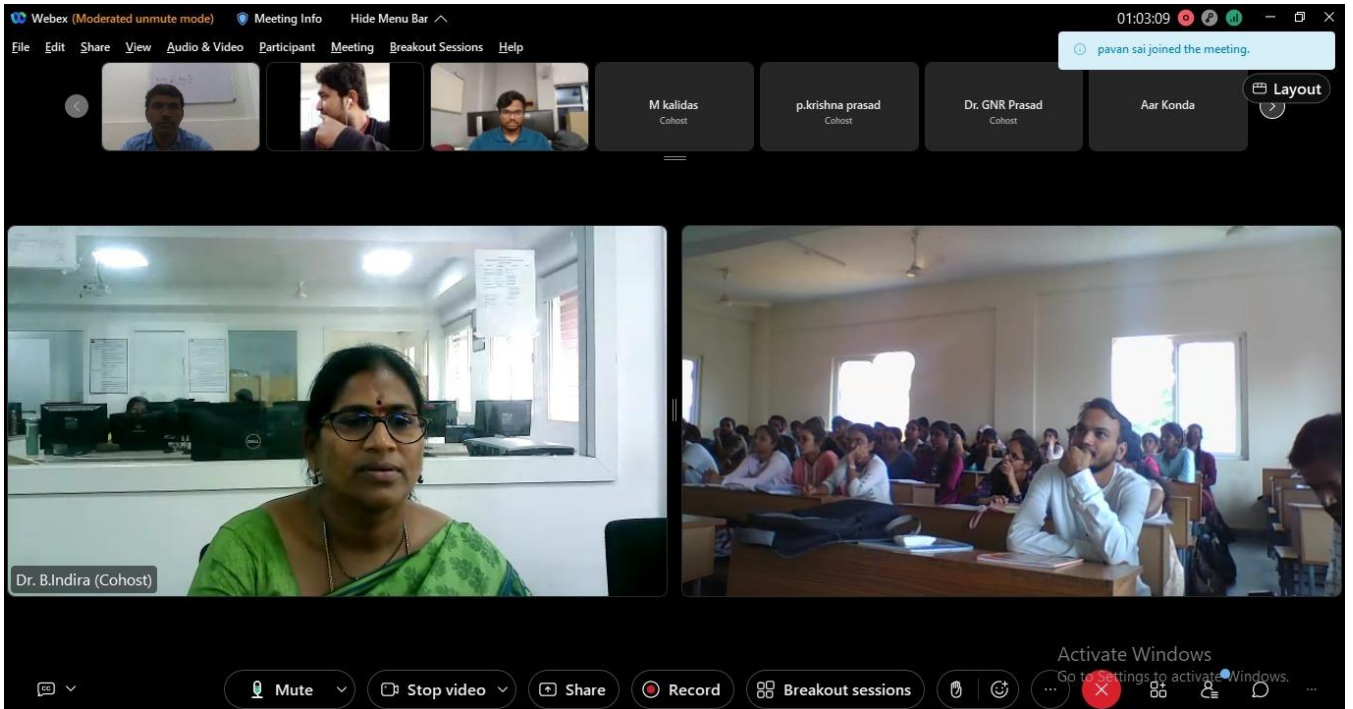 Webex (Moderated unmute mode) Meeting Info Hide Menu Bar 01:03:09
File Edit Share View Audio & Video Participant Meeting Breakout Sessions Help
pavan sai joined the meeting.
Layout
M kalidas
Cohost
p.krishna prasad
Cohost
Dr. GNR Prasad
Cohost
Aar Konda
DELL
Dr. B.Indira (Cohost)
Activate Windows
Go to Settings to activate Windows.
CC
Mute
Stop video
Share
Record
Breakout sessions